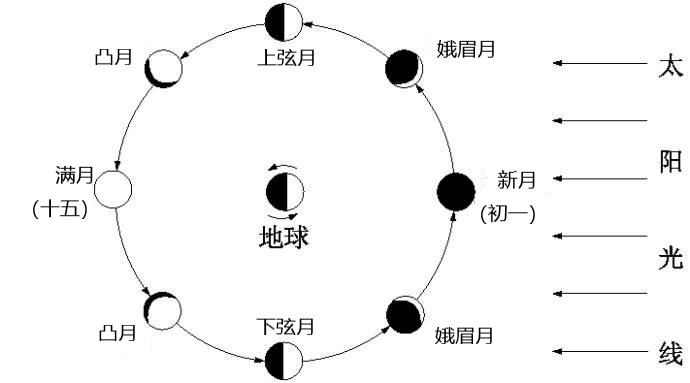 凸月
上弦月
娥眉月
太
阳
光
线
满月
(十五)
地球
新月
(初一)
凸月
下弦月
娥眉月